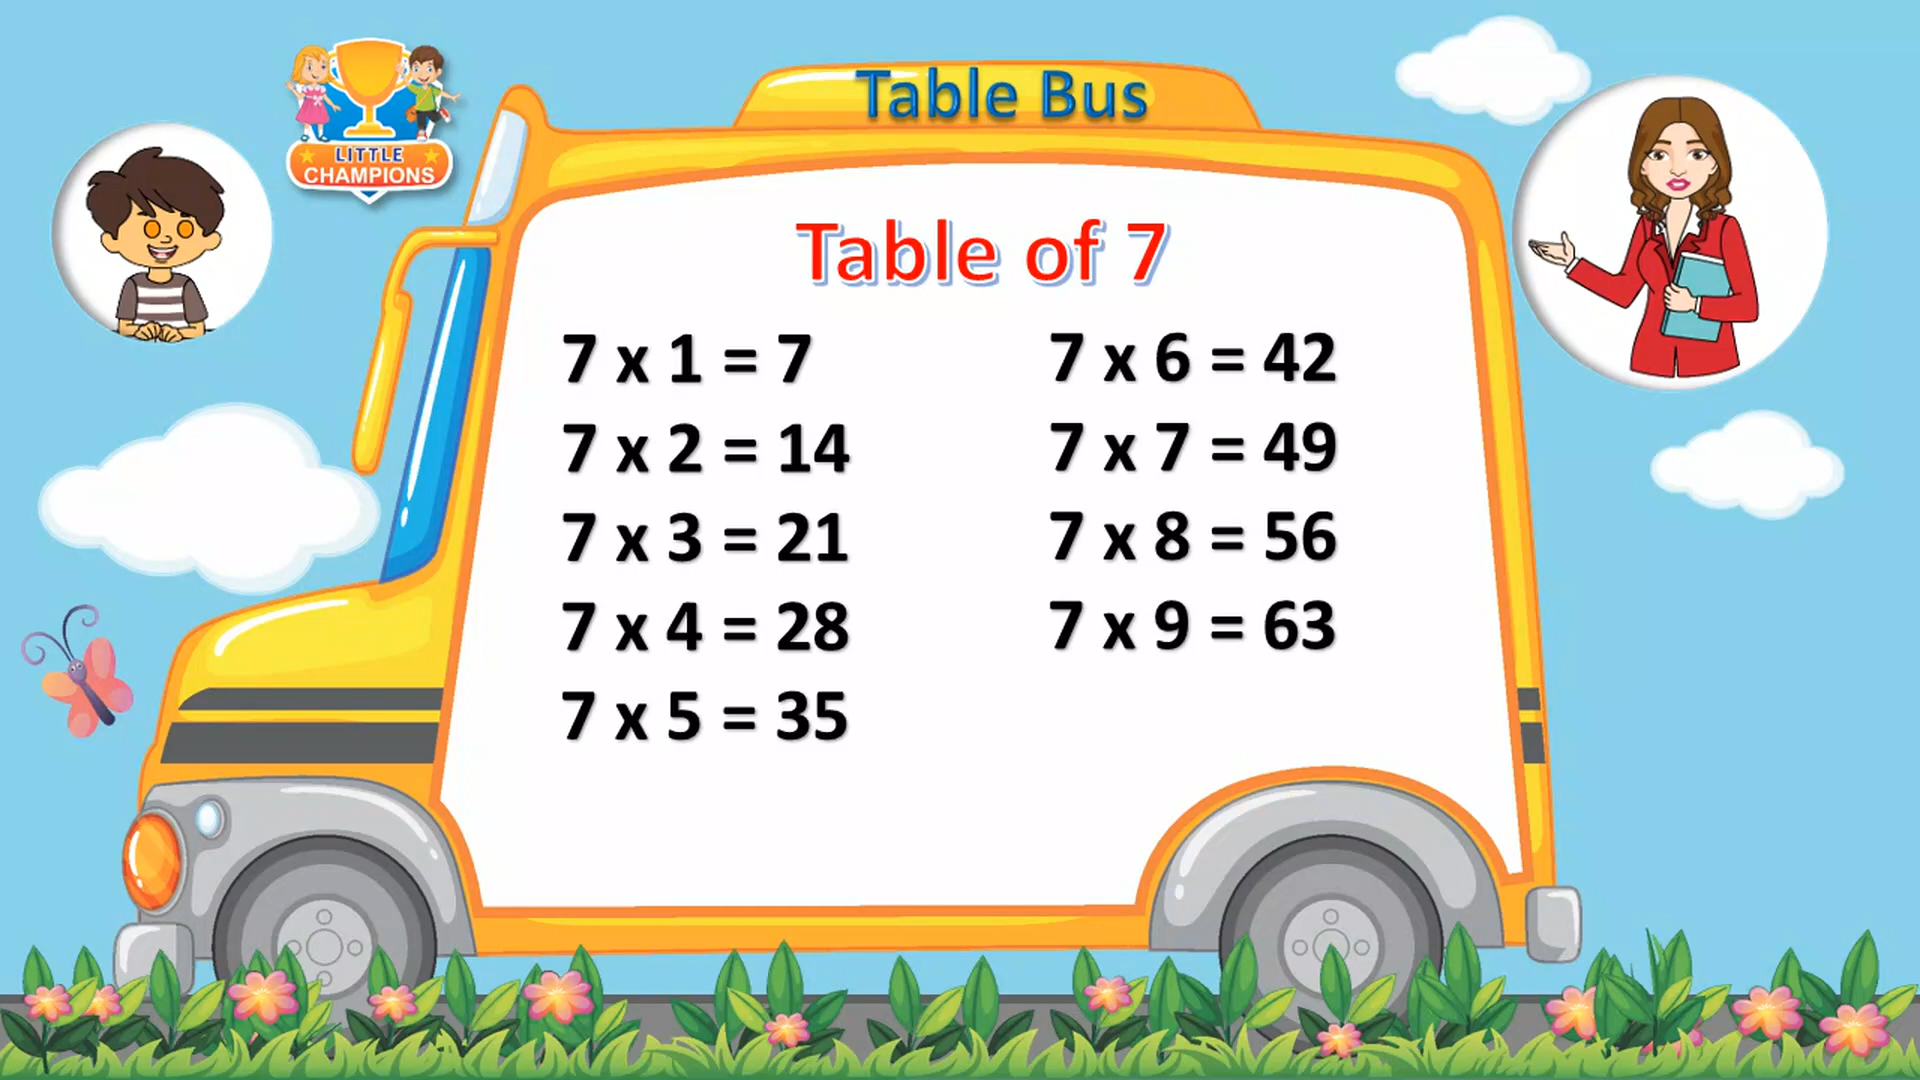 Table Bus
LITTLE
CHAMPIONS
Table of 7
7 x 1 = 7
7 x 2 = 14
7 x 3 = 21
7 x 4 = 28
7 x 5 = 35
7 x 6 = 42
7 x 7 = 49
7 x 8 = 56
7 x 9 = 63